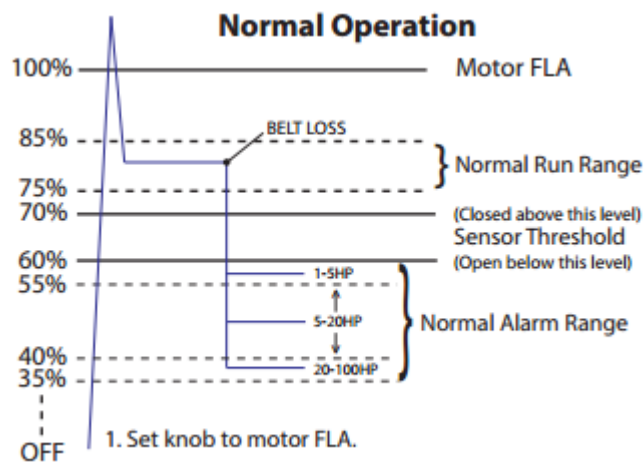 Normal Operation
100%
Motor FLA
85%
BELT LOSS
Normal Run Range
75%
70%
(Closed above this level)
Sensor Threshold
60%
(Open below this level)
1-5HP
55%
5-20HP
Normal Alarm Range
40%
20-100HP
35%
OFF
1. Set knob to motor FLA.